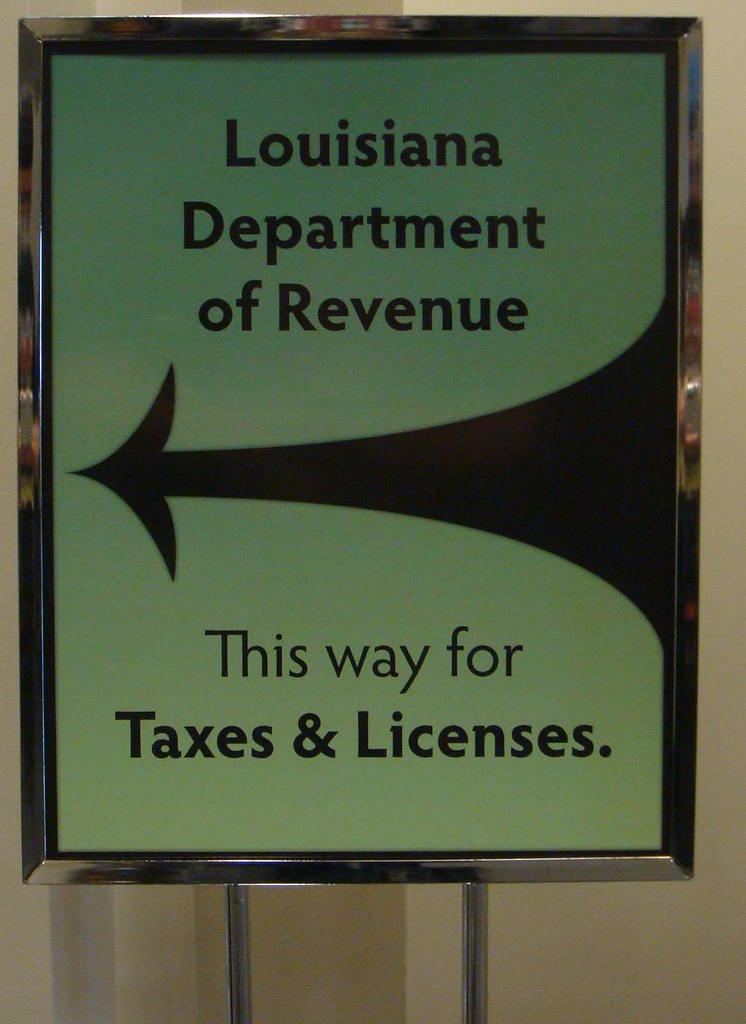 Louisiana
Department
of Revenue
This way for
Taxes & Licenses.